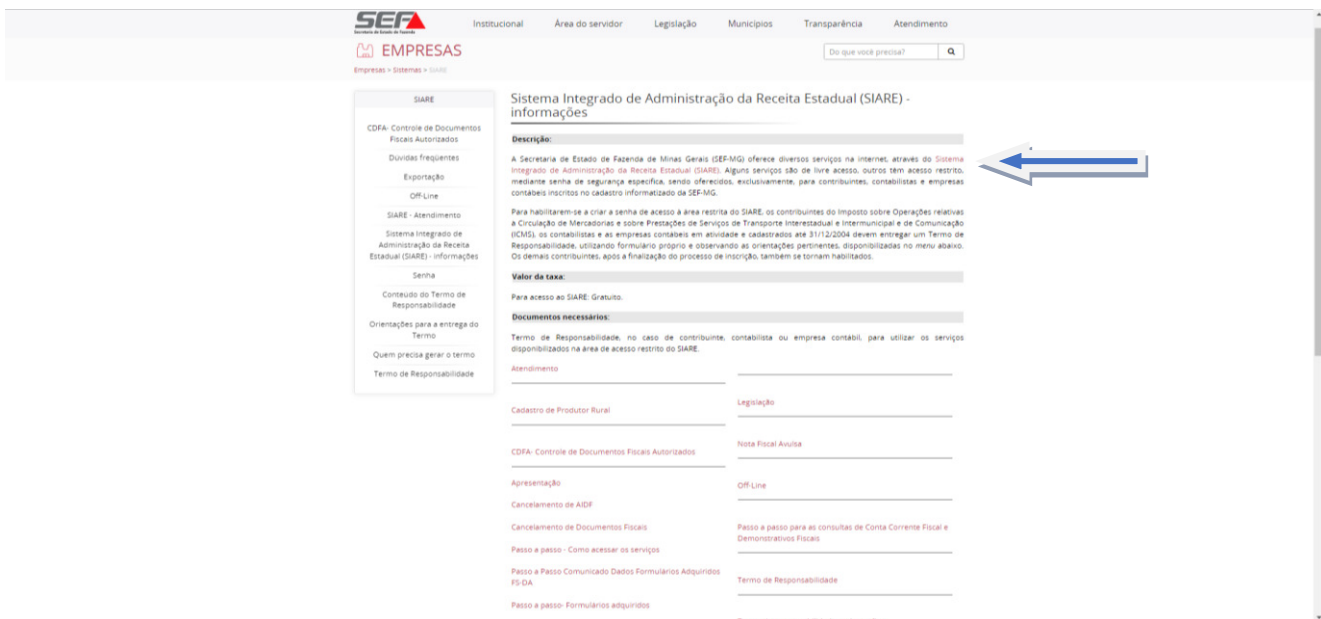 SEF
Secretaria de Estado de Fazenda
Institucional
Área do servidor
Legislação
Municípios
Transparência
Atendimento
EMPRESAS
Do que você precisa?
Empresas > Sistemas > SIARE
SIARE
CDFA- Controle de Documentos
Fiscais Autorizados
Dúvidas freqüentes
Exportação
Off-Line
SIARE - Atendimento
Sistema Integrado de
Administração da Receita
Estadual (SIARE) - informações
Senha
Conteúdo do Termo de
Responsabilidade
Orientações para a entrega do
Termo
Quem precisa gerar o termo
Termo de Responsabilidade
Sistema Integrado de Administração da Receita Estadual (SIARE) -
informações
Descrição:
A Secretaria de Estado de Fazenda de Minas Gerais (SEF-MG) oferece diversos serviços na internet, através do Sistema
Integrado de Administração da Receita Estadual (SIARE). Alguns serviços são de livre acesso, outros têm acesso restrito,
mediante senha de segurança específica, sendo oferecidos, exclusivamente, para contribuintes, contabilistas e empresas
contábeis inscritos no cadastro informatizado da SEF-MG.
Para habilitarem-se a criar a senha de acesso à área restrita do SIARE, os contribuintes do Imposto sobre Operações relativas
à Circulação de Mercadorias e sobre Prestações de Serviços de Transporte Interestadual e Intermunicipal e de Comunicação
(ICMS), os contabilistas e as empresas contábeis em atividade e cadastrados até 31/12/2004 devem entregar um Termo de
Responsabilidade, utilizando formulário próprio e observando as orientações pertinentes, disponibilizadas no menu abaixo.
Os demais contribuintes, após a finalização do processo de inscrição, também se tornam habilitados.
Valor da taxa:
Para acesso ao SIARE: Gratuito.
Documentos necessários:
Termo de Responsabilidade, no caso de contribuinte, contabilista ou empresa contábil, para utilizar os serviços
disponibilizados na área de acesso restrito do SIARE.
Atendimento
Cadastro de Produtor Rural
CDFA- Controle de Documentos Fiscais Autorizados
Apresentação
Cancelamento de AIDF
Cancelamento de Documentos Fiscais
Passo a passo - Como acessar os serviços
Passo a Passo Comunicado Dados Formulários Adquiridos
FS-DA
Passo a passo- Formulários adquiridos
Legislação
Nota Fiscal Avulsa
Off-Line
Passo a passo para as consultas de Conta Corrente Fiscal e
Demonstrativos Fiscais
Termo de Responsabilidade